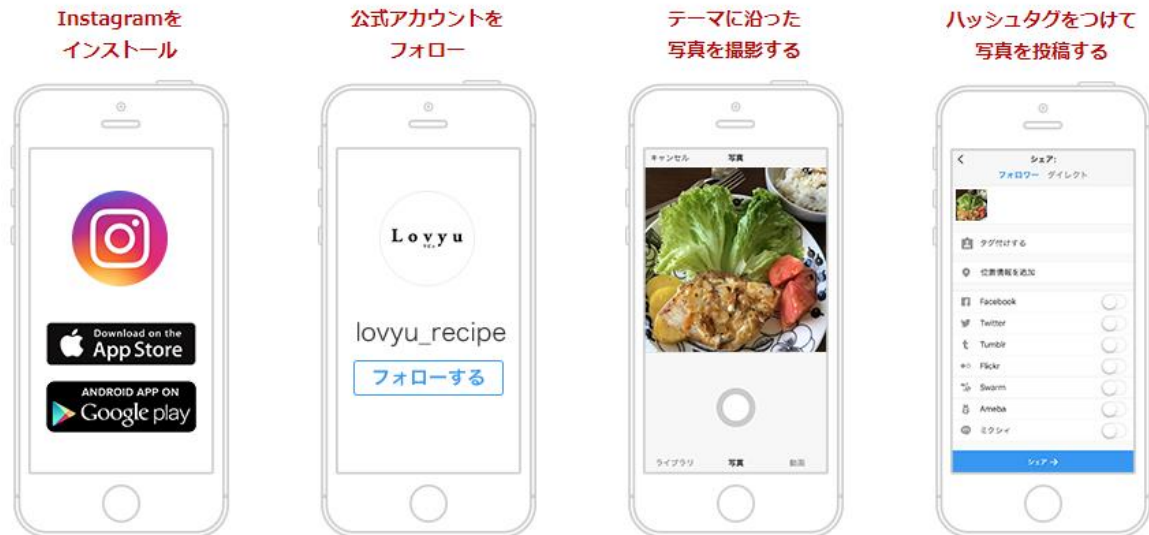 Instagramを
インストール
公式アカウントを
フォロー
テーマに沿った
写真を撮影する
ハッシュタグをつけて
写真を投稿する
Download on the
App Store
ANDROID APP ON
Google play
Lovyu
lovyu_recipe
フォローする
キャンセル 写真
ライブラリ 写真 動画
シェア:
フォロワー ダイレクト
タグ付けする
位置情報を追加
Facebook
Twitter
Tumblr
Flickr
Swarm
Ameba
ミクシィ
シェア →